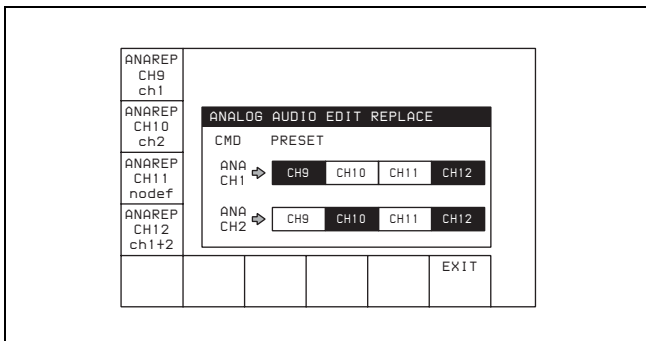 ANAREP
CH9
ch1
ANAREP
CH10
ch2
ANAREP
CH11
nodef
ANAREP
CH12
ch1+2
ANALOG AUDIO EDIT REPLACE
CMD PRESET
ANA
CH1
CH9 CH10 CH11 CH12
ANA
CH2
CH9 CH10 CH11 CH12
EXIT